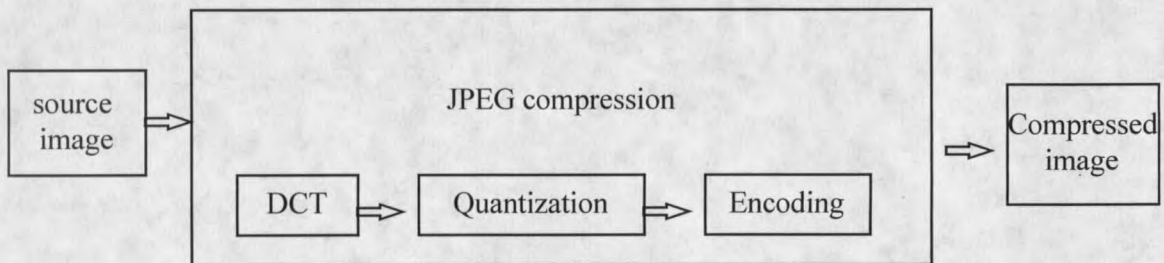 source
image
JPEG compression
DCT
Quantization
Encoding
Compressed
image